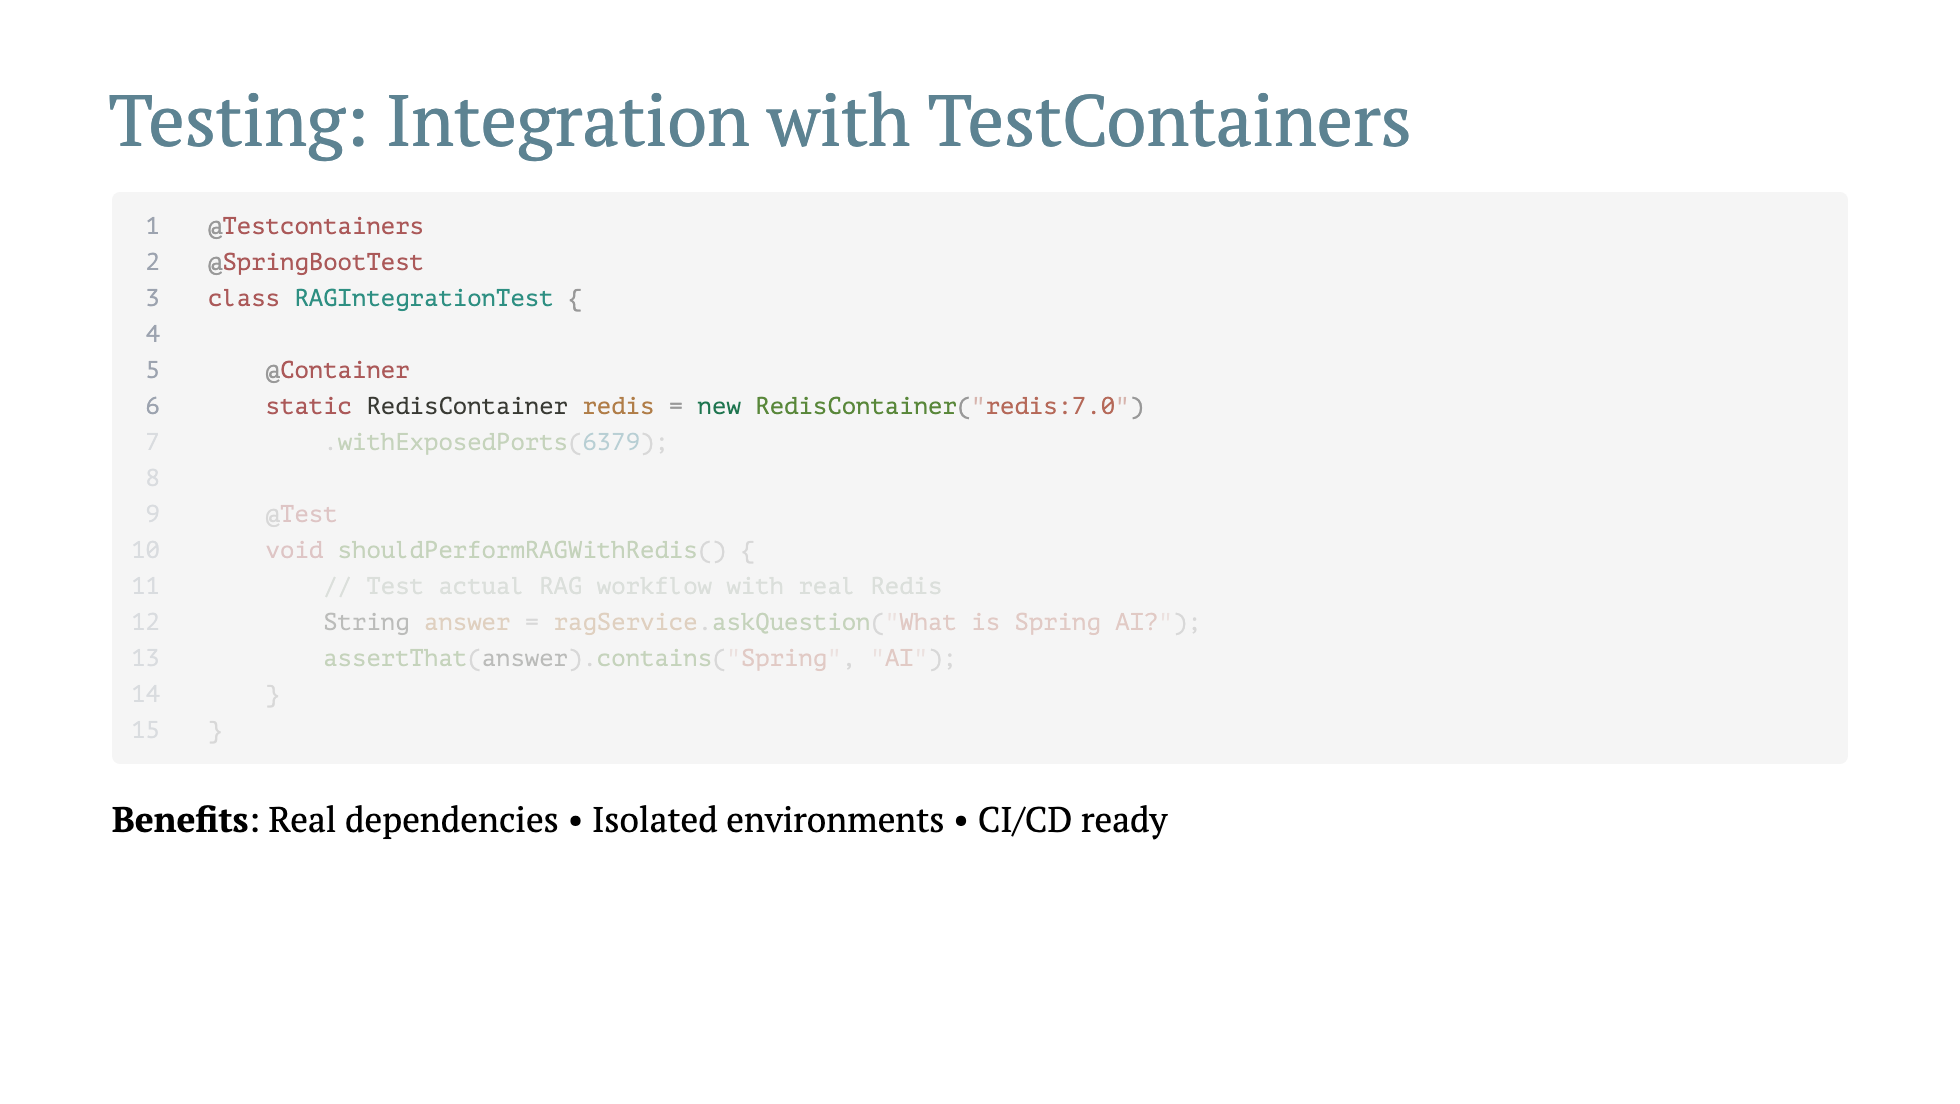 Testing: Integration with TestContainers
1 @Testcontainers
2 @SpringBootTest
3 class RAGIntegrationTest {
4
5     @Container
6     static RedisContainer redis = new RedisContainer("redis:7.0")
7         .withExposedPorts(6379);
8
9     @Test
10     void shouldPerformRAGWithRedis() {
11         // Test actual RAG workflow with real Redis
12         String answer = ragService.askQuestion("What is Spring AI?");
13         assertThat(answer).contains("Spring", "AI");
14     }
15 }
Benefits: Real dependencies • Isolated environments • CI/CD ready